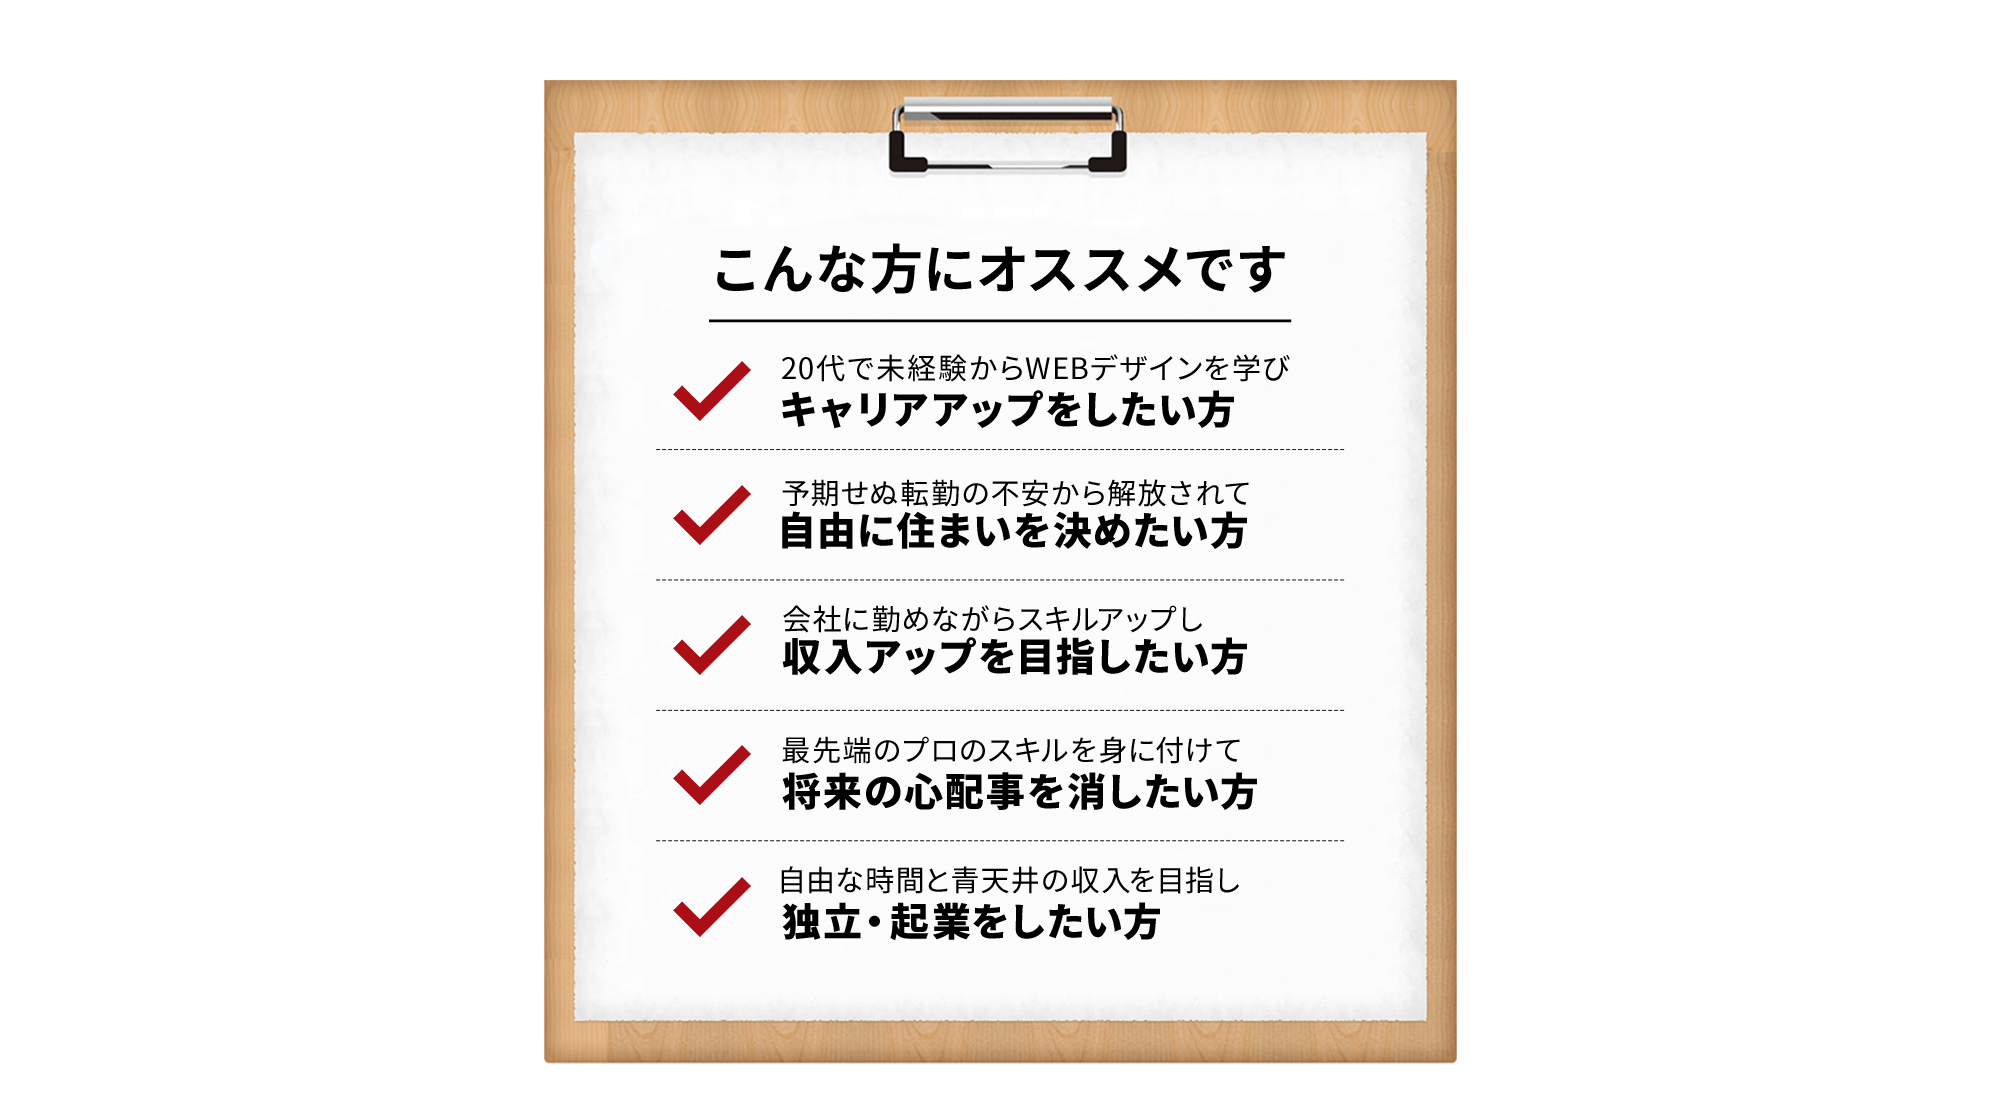 こんな方にオススメです
20代で未経験からWEBデザインを学び
キャリアアップをしたい方
予期せぬ転勤の不安から解放されて
自由に住まいを決めたい方
会社に勤めながらスキルアップし
収入アップを目指したい方
最先端のプロのスキルを身に付けて
将来の心配事を消したい方
自由な時間と青天井の収入を目指し
独立・起業をしたい方